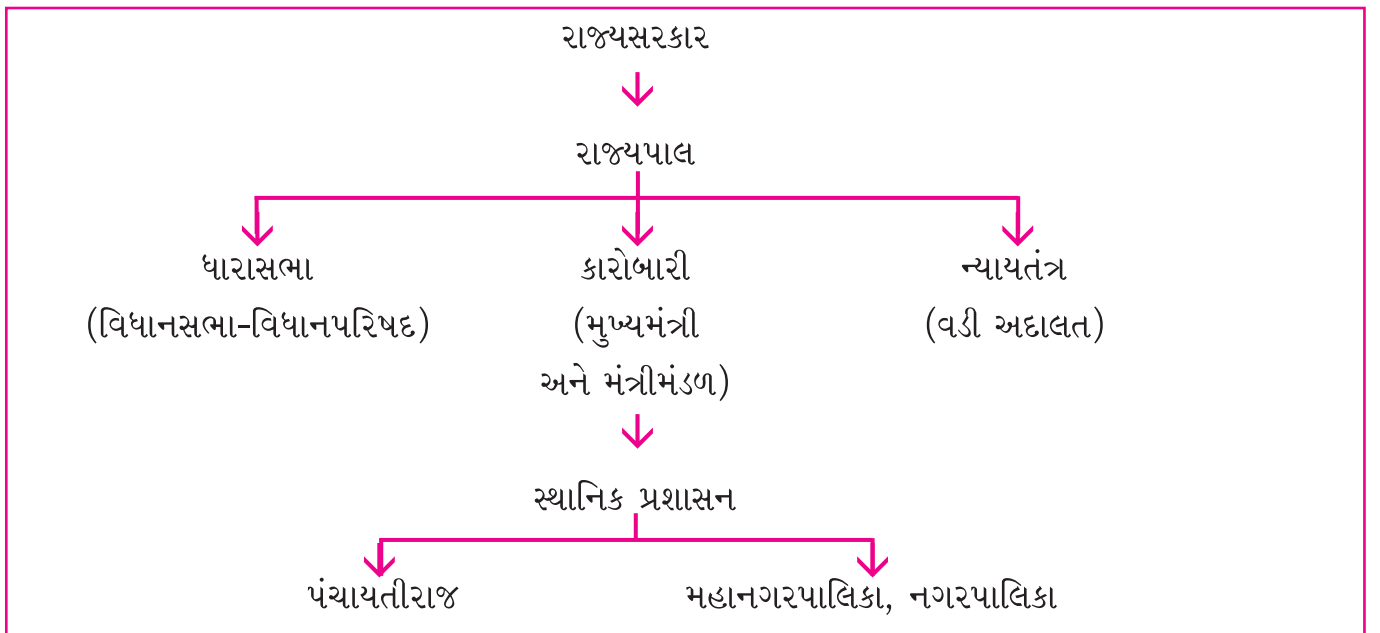 રાજ્યસરકાર
રાજ્યપાલ
ધારાસભા
(વિધાનસભા-વિધાનપરિષદ)
કારોબારી
(મુખ્યમંત્રી
અને મંત્રીમંડળ)
ન્યાયતંત્ર
(વડી અદાલત)
સ્થાનિક પ્રશાસન
પંચાયતીરાજ
મહાનગરપાલિકા, નગરપાલિકા